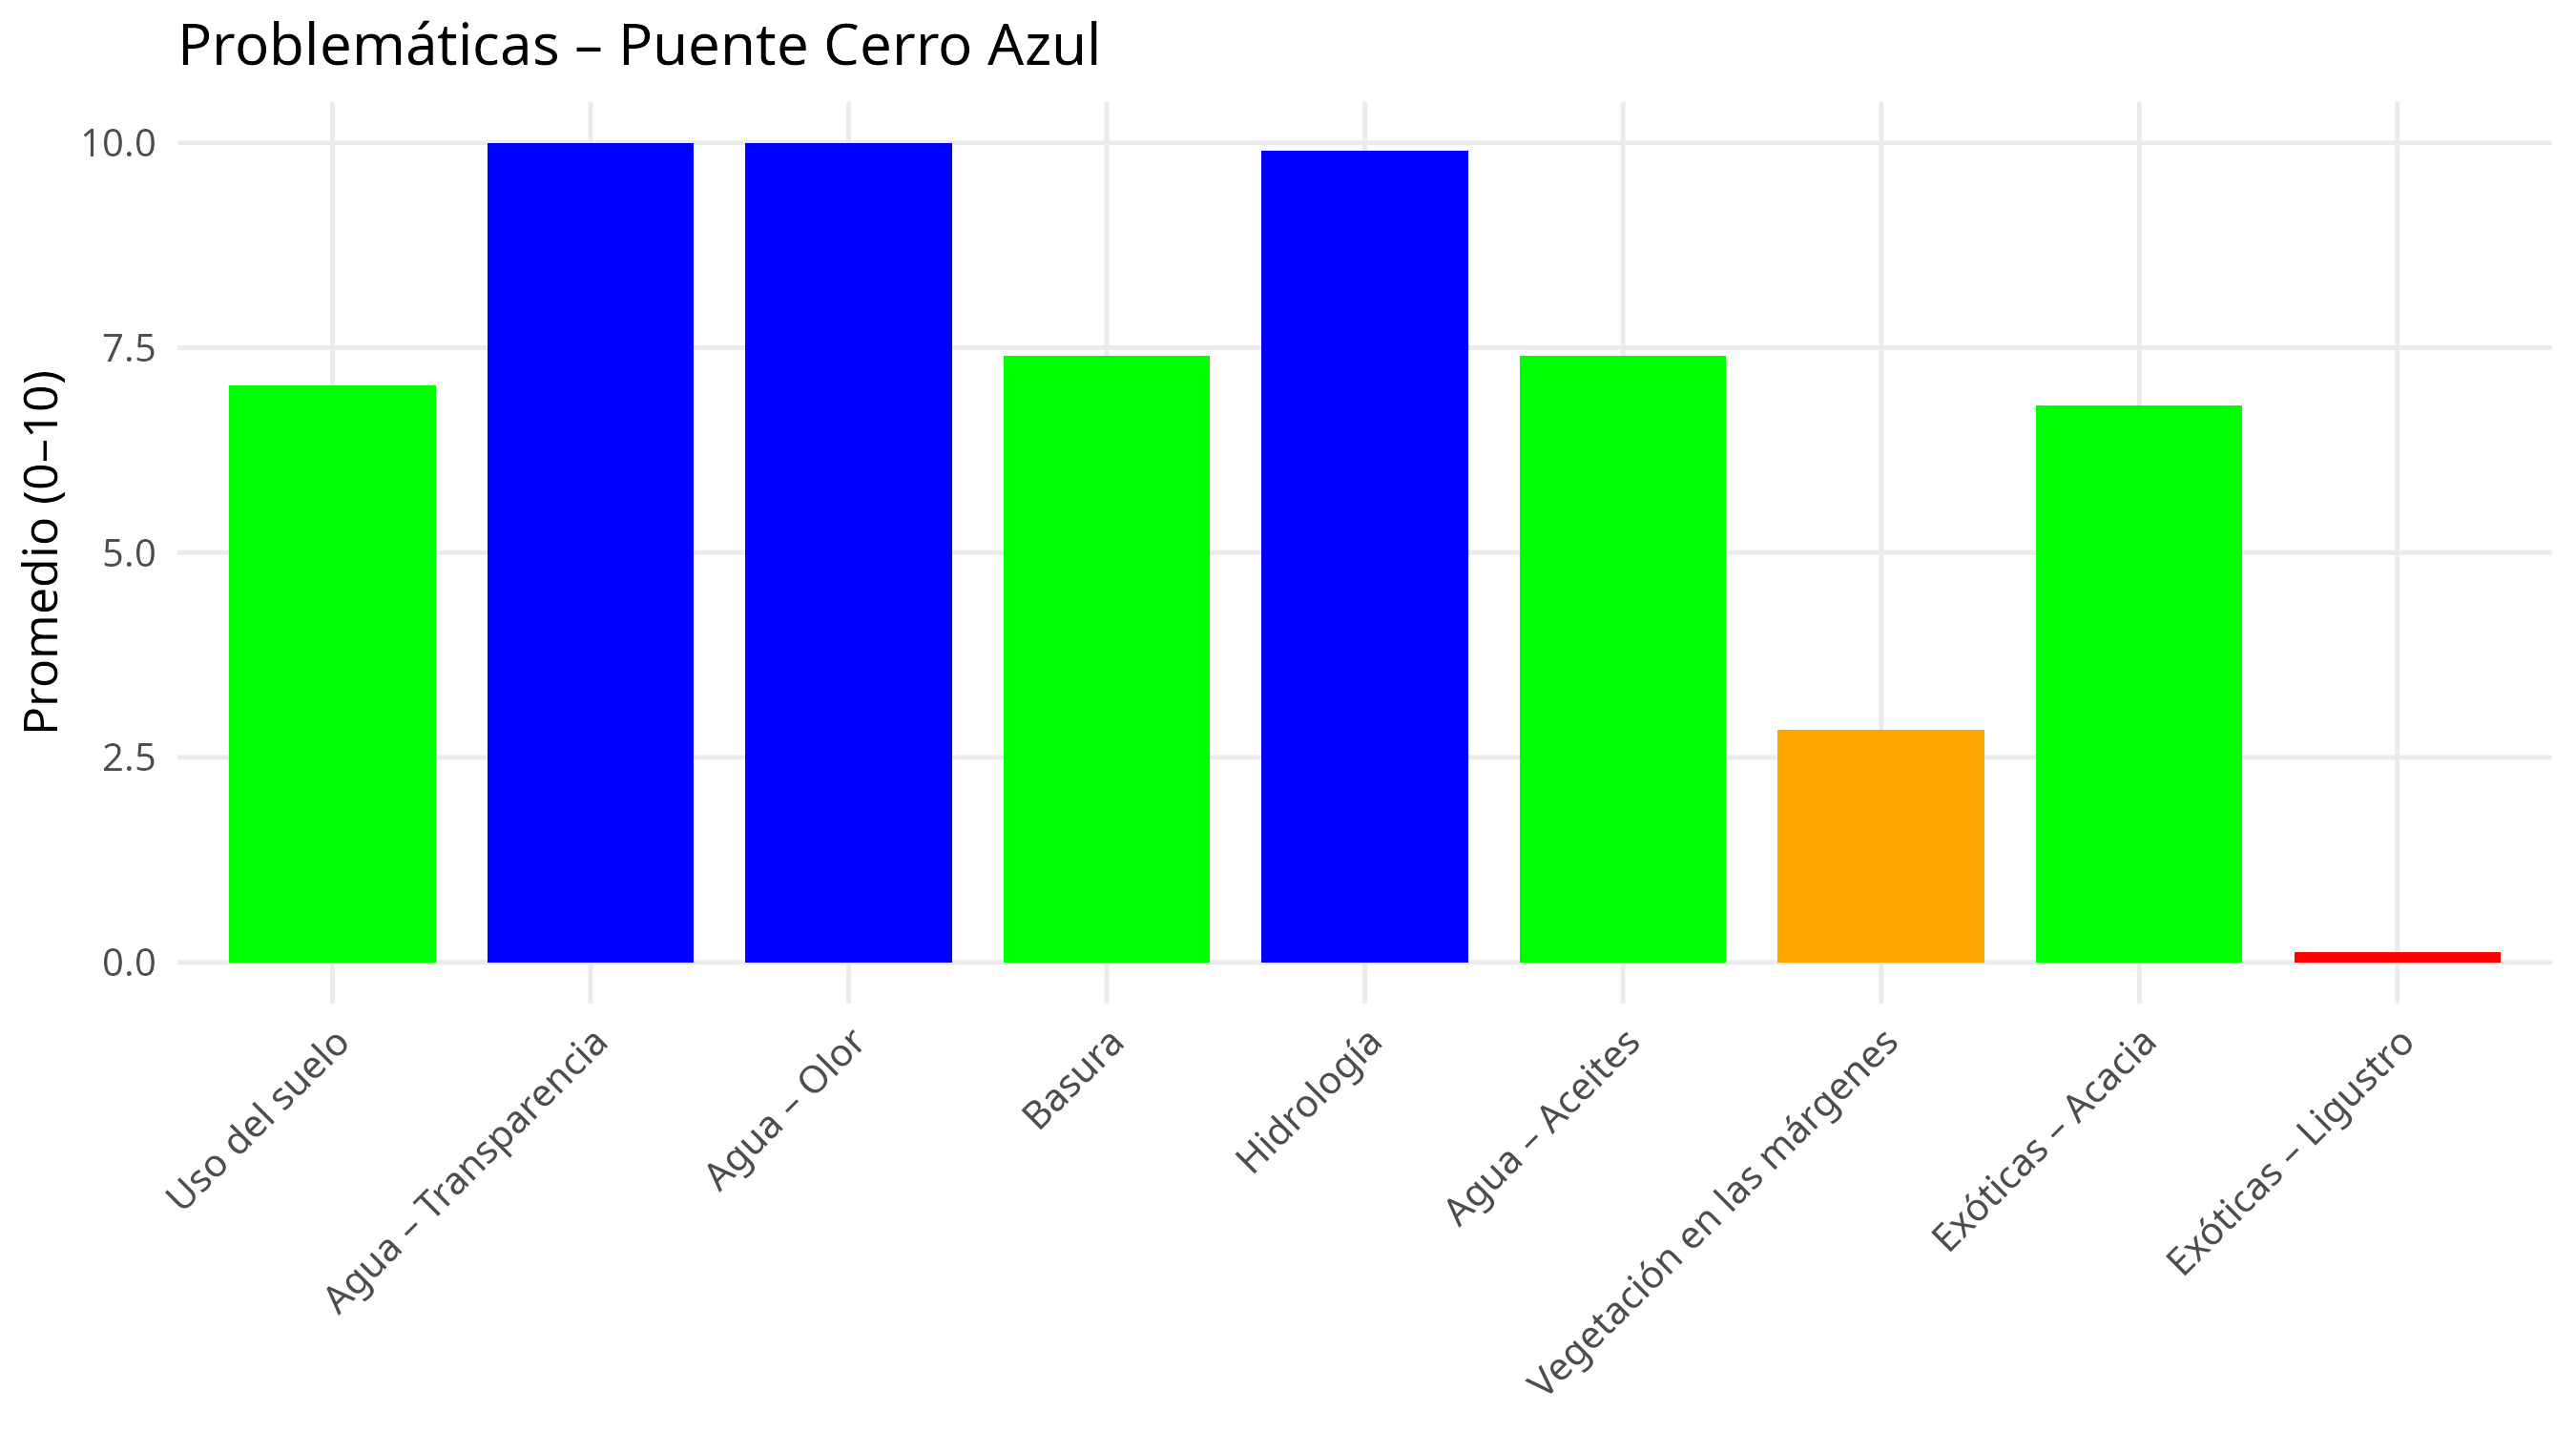 Problemáticas – Puente Cerro Azul
Promedio (0–10)
10.0
7.5
5.0
2.5
0.0
Uso del suelo
Agua – Transparencia
Agua – Olor
Basura
Hidrología
Agua – Aceites
Vegetación en las márgenes
Exóticas – Acacia
Exóticas – Ligustro